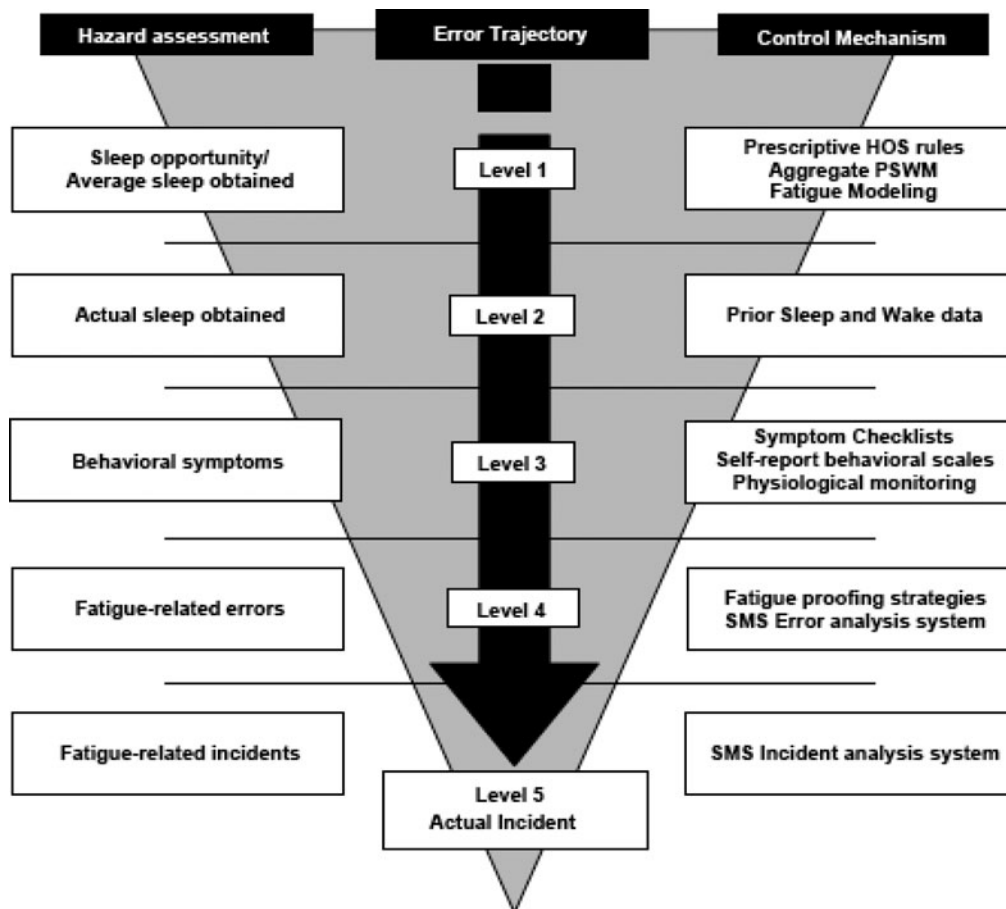 Hazard assessment
Error Trajectory
Control Mechanism
Sleep opportunity/
Average sleep obtained
Level 1
Prescriptive HOS rules
Aggregate PSWM
Fatigue Modeling
Actual sleep obtained
Level 2
Prior Sleep and Wake data
Behavioral symptoms
Level 3
Symptom Checklists
Self-report behavioral scales
Physiological monitoring
Fatigue-related errors
Level 4
Fatigue proofing strategies
SMS Error analysis system
Fatigue-related incidents
Level 5
Actual Incident
SMS Incident analysis system